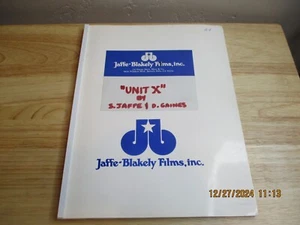 Jaffe-Blakely Films, Inc.
"UNIT X"
BY
S. JAFFE & D. GAINES
Jaffe-Blakely Films, inc.
12/27/2024 11:13